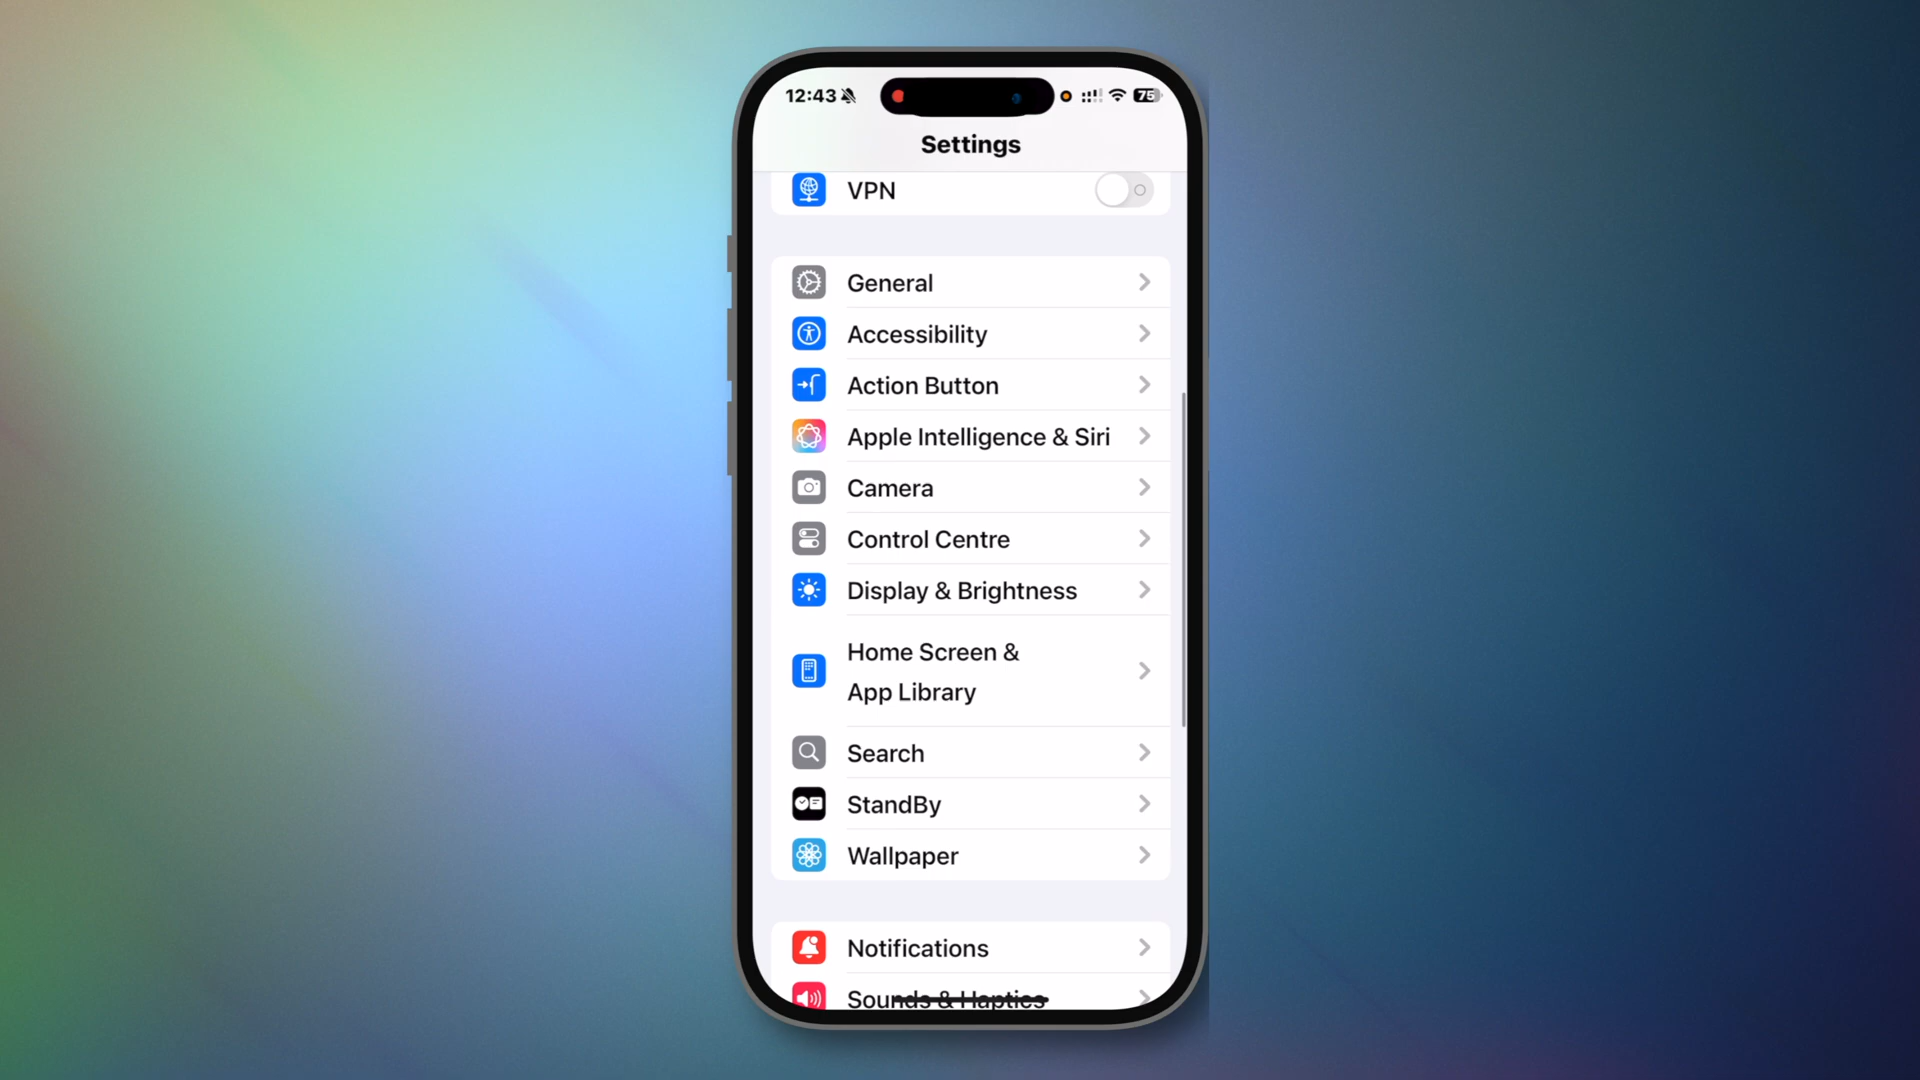 12:43 75
Settings
VPN
General
Accessibility
Action Button
Apple Intelligence & Siri
Camera
Control Centre
Display & Brightness
Home Screen &
App Library
Search
StandBy
Wallpaper
Notifications
Sounds & Haptics